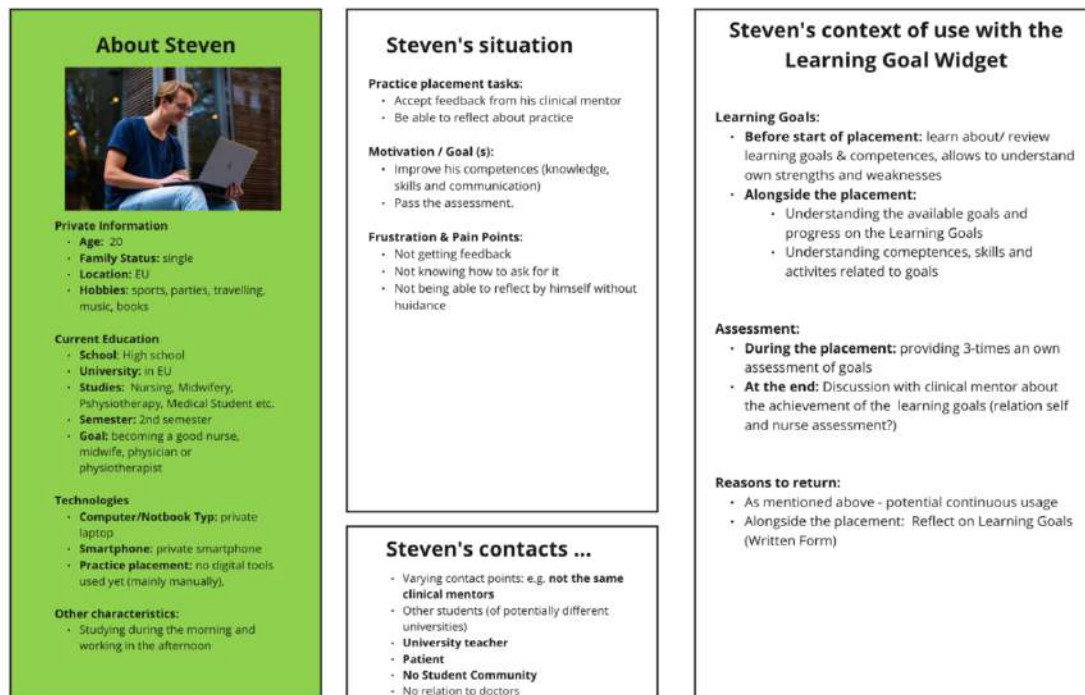 About Steven
Private Information
· Age: 20
· Family Status: single
· Location: EU
· Hobbies: sports, parties, travelling,
music, books
Current Education
· School: High school
· University: in EU
· Studies: Nursing, Midwifery,
Pshysiotherapy, Medical Student etc.
· Semester: 2nd semester
· Goal: becoming a good nurse,
midwife, physician or
physiotherapist
Technologies
· Computer/Notbook Typ: private
laptop
· Smartphone: private smartphone
· Practice placement: no digital tools
used yet (mainly manually),
Other characteristics:
· Studying during the morning and
working in the afternoon
Steven's situation
Practice placement tasks:
· Accept feedback from his clinical mentor
· Be able to reflect about practice
Motivation / Goal (s):
· Improve his competences (knowledge,
skills and communication)
· Pass the assessment.
Frustration & Pain Points:
· Not getting feedback
· Not knowing how to ask for it
· Not being able to reflect by himself without
huidance
Steven's contacts ...
· Varying contact points: e.g. not the same
clinical mentors
· Other students (of potentially different
universities)
· University teacher
· Patient
· No Student Community
· No relation to doctors
Steven's context of use with the
Learning Goal Widget
Learning Goals:
· Before start of placement: learn about/ review
learning goals & competences, allows to understand
own strengths and weaknesses
· Alongside the placement:
· Understanding the available goals and
progress on the Learning Goals
· Understanding comeptences, skills and
activites related to goals
Assessment:
· During the placement: providing 3-times an own
assessment of goals
· At the end: Discussion with clinical mentor about
the achievement of the learning goals (relation self
and nurse assessment?)
Reasons to return:
· As mentioned above - potential continuous usage
· Alongside the placement: Reflect on Learning Goals
(Written Form)